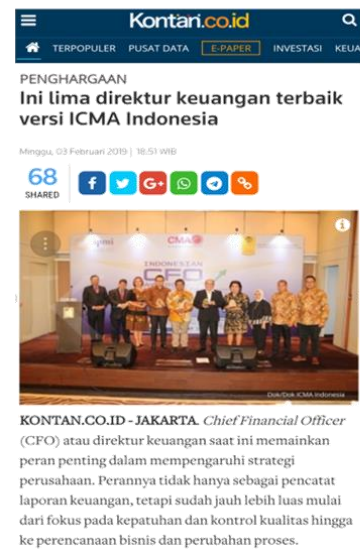 Kontan.co.id
TERPOPULER PUSAT DATA E-PAPER INVESTASI KEUA
PENGHARGAAN
Ini lima direktur keuangan terbaik
versi ICMA Indonesia
Minggu, 03 Februari 2019 | 18:51 WIB
68
SHARED
f G+
i
ipmi CMA
INDONESIAN
CFO
Dok/Dok ICMA Indonesia
KONTAN.CO.ID - JAKARTA. Chief Financial Officer
(CFO) atau direktur keuangan saat ini memainkan
peran penting dalam mempengaruhi strategi
perusahaan. Perannya tidak hanya sebagai pencatat
laporan keuangan, tetapi sudah jauh lebih luas mulai
dari fokus pada kepatuhan dan kontrol kualitas hingga
ke perencanaan bisnis dan perubahan proses.